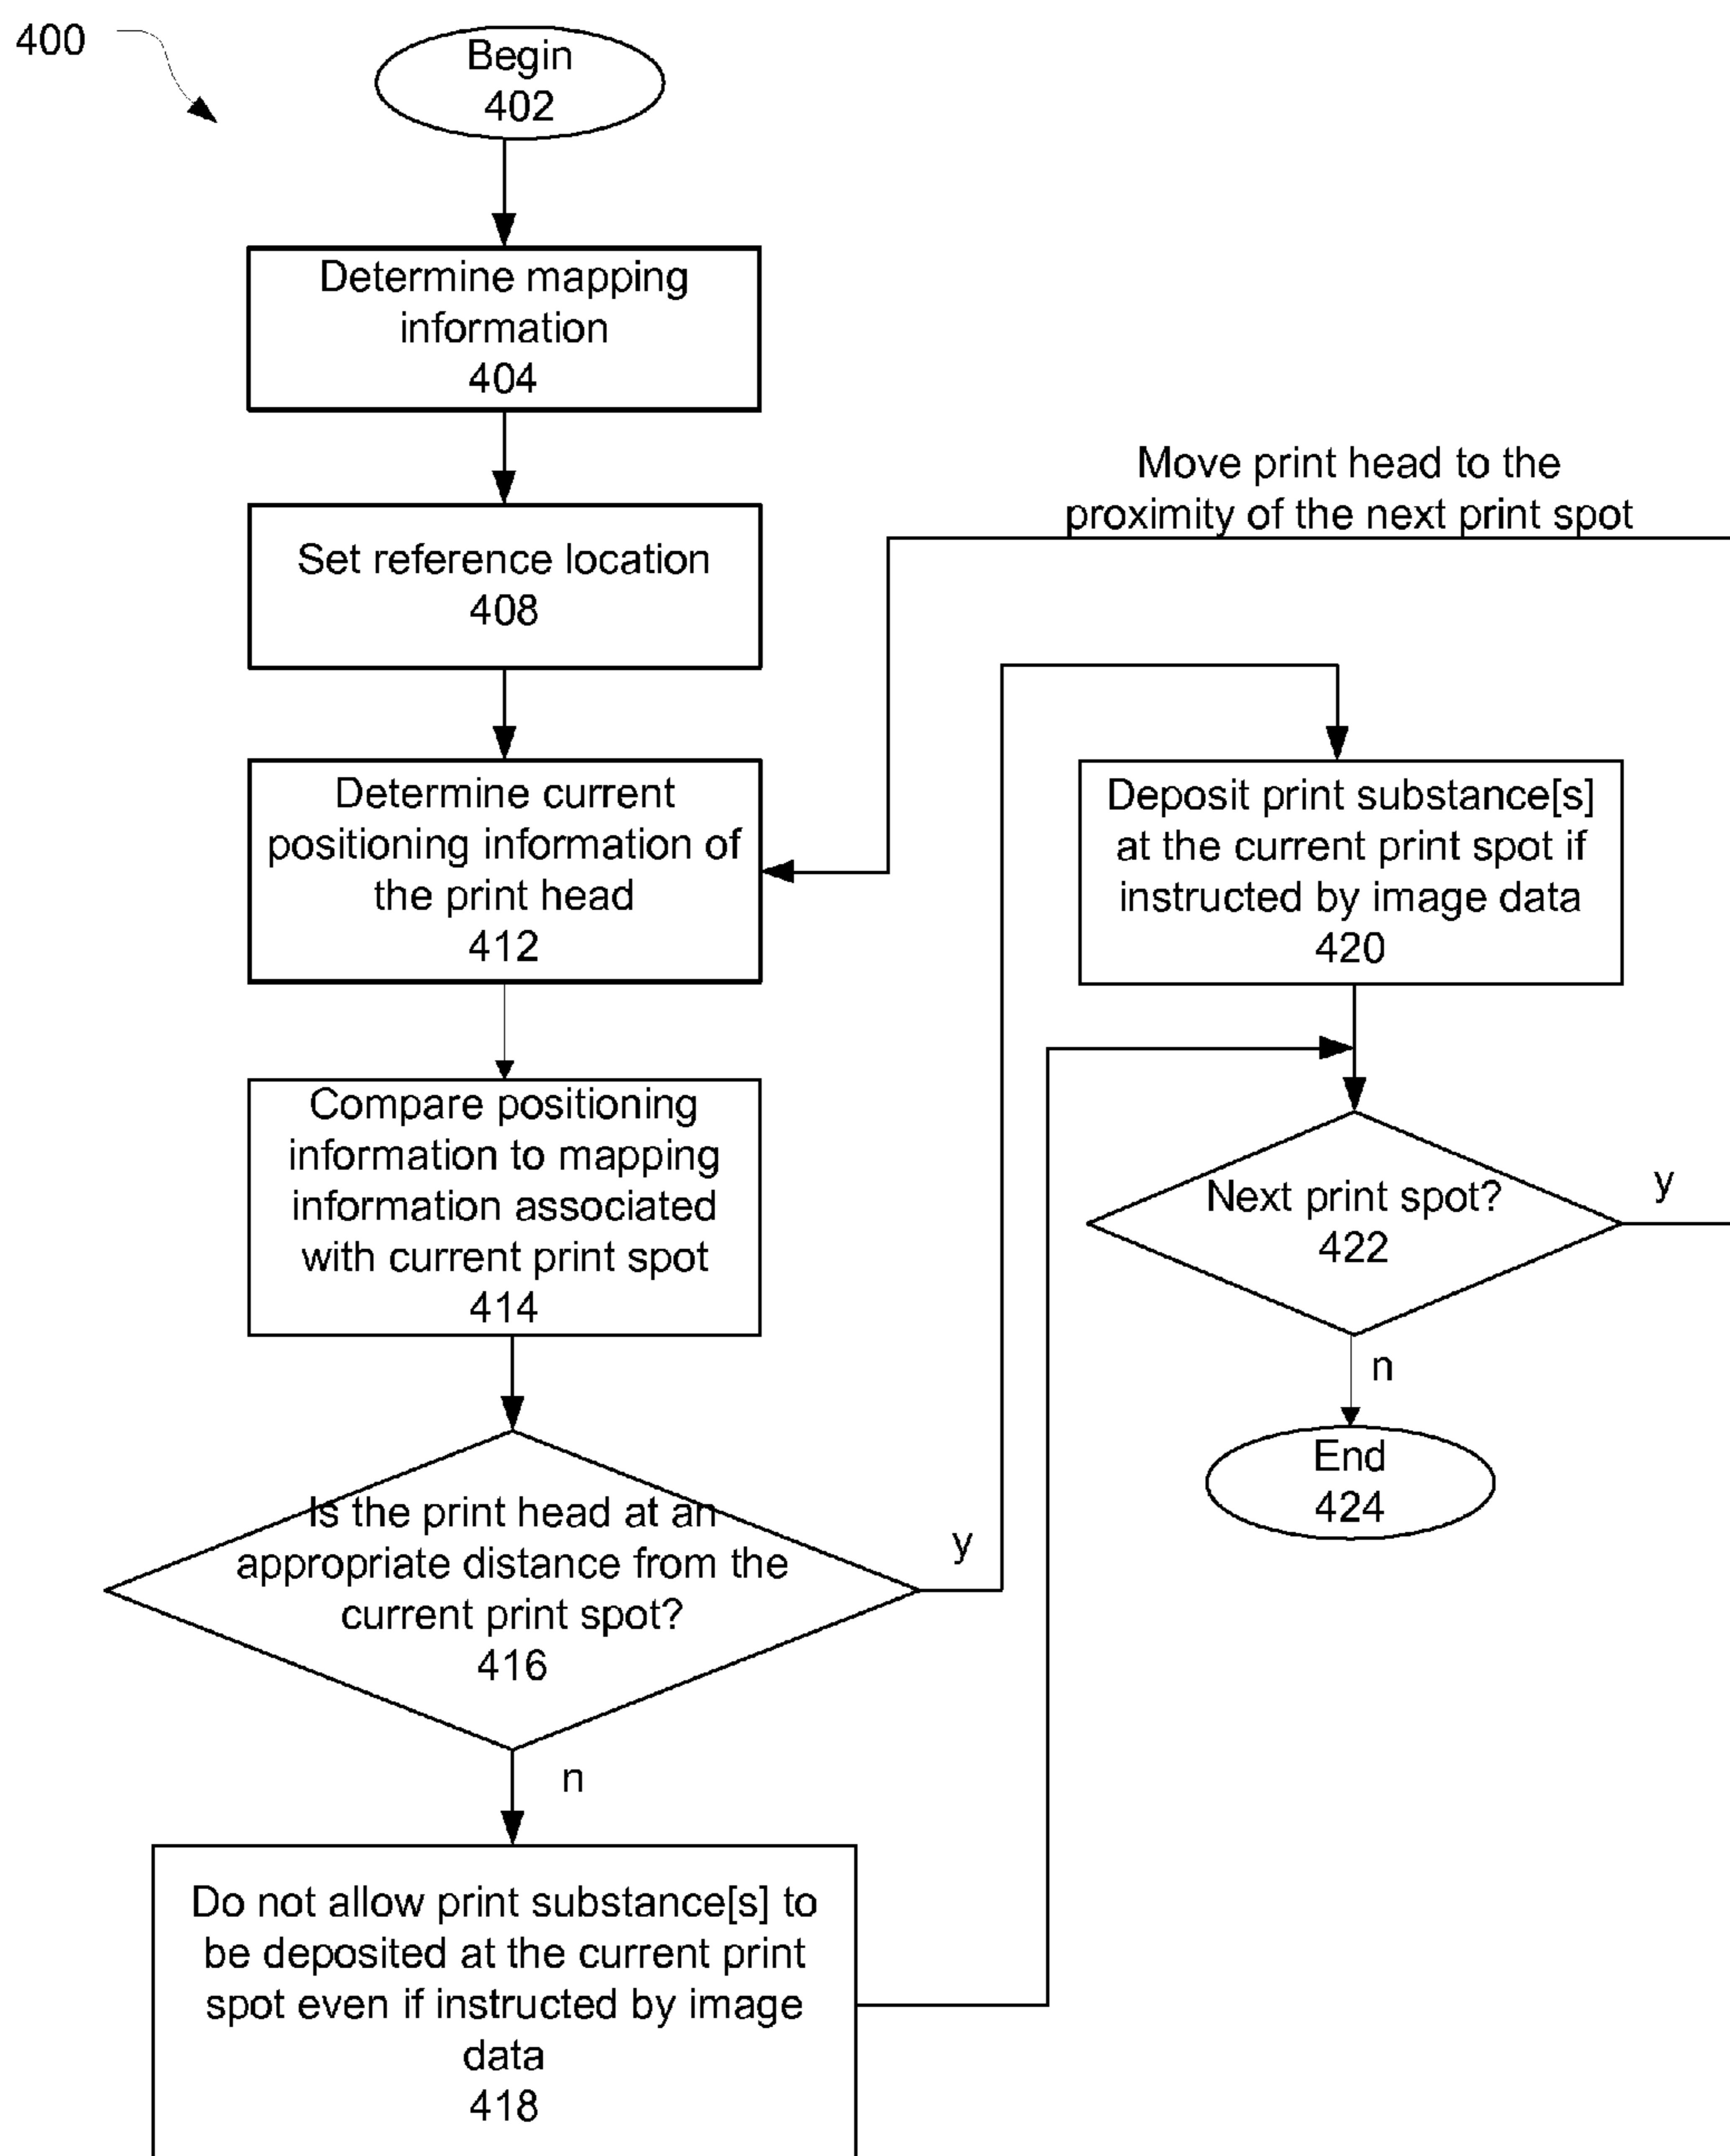 400
Begin
402
Determine mapping
information
404
Set reference location
408
Determine current
positioning information of
the print head
412
Compare positioning
information to mapping
information associated
with current print spot
414
Is the print head at an
appropriate distance from the
current print spot?
416
y
n
Do not allow print substance[s] to
be deposited at the current print
spot even if instructed by image
data
418
Move print head to the
proximity of the next print spot
Deposit print substance[s]
at the current print spot if
instructed by image data
420
Next print spot?
422
y
n
End
424